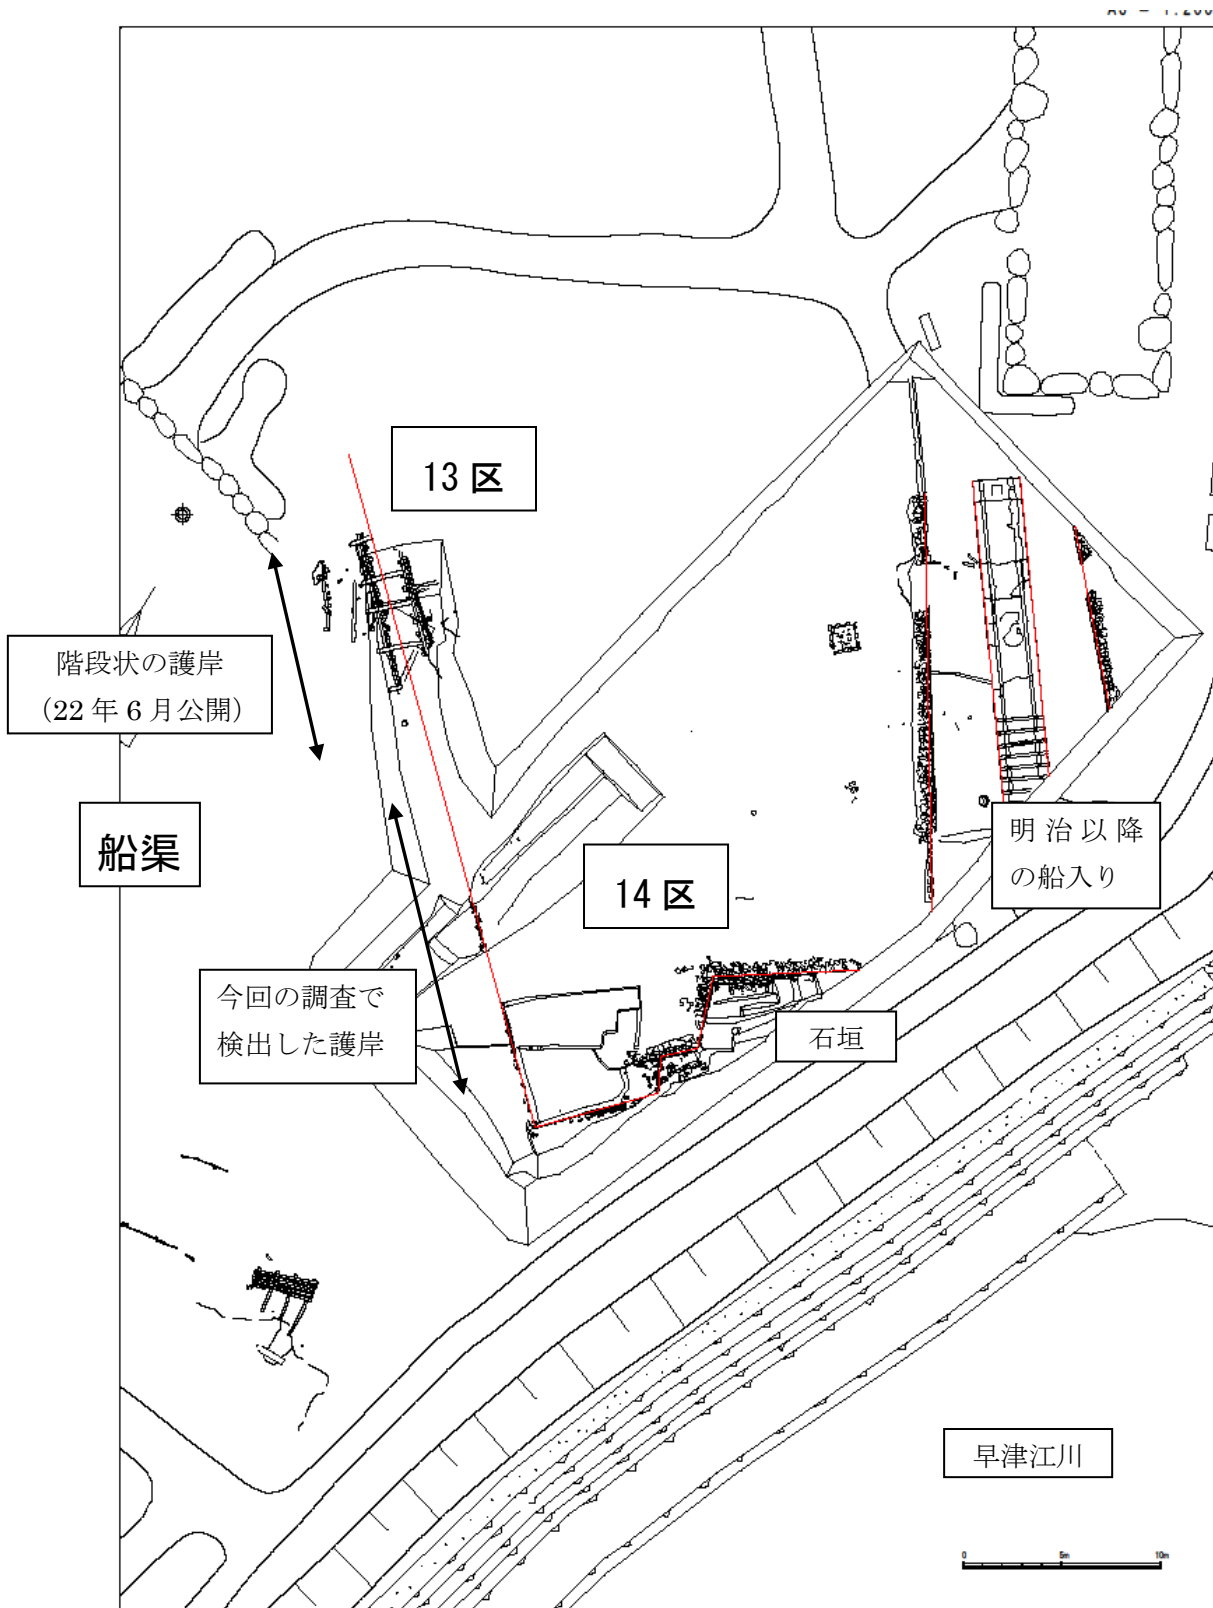 13 区
階段状の護岸
（22 年 6 月公開）
船渠
14 区
明治以降
の船入り
今回の調査で
検出した護岸
石垣
早津江川
0 5m 10m